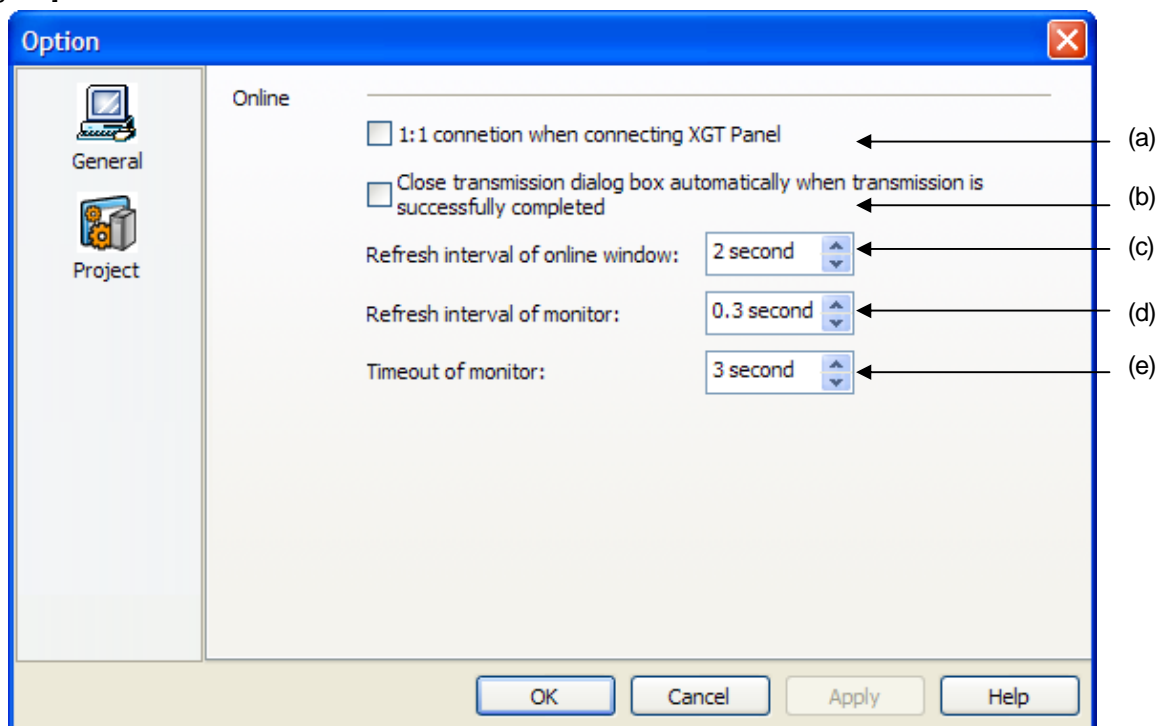 Option
General
Project
Online
1:1 connetion when connecting XGT Panel
(a)
Close transmission dialog box automatically when transmission is
successfully completed
(b)
Refresh interval of online window: 2 second
(c)
Refresh interval of monitor: 0.3 second
(d)
Timeout of monitor: 3 second
(e)
OK Cancel Apply Help